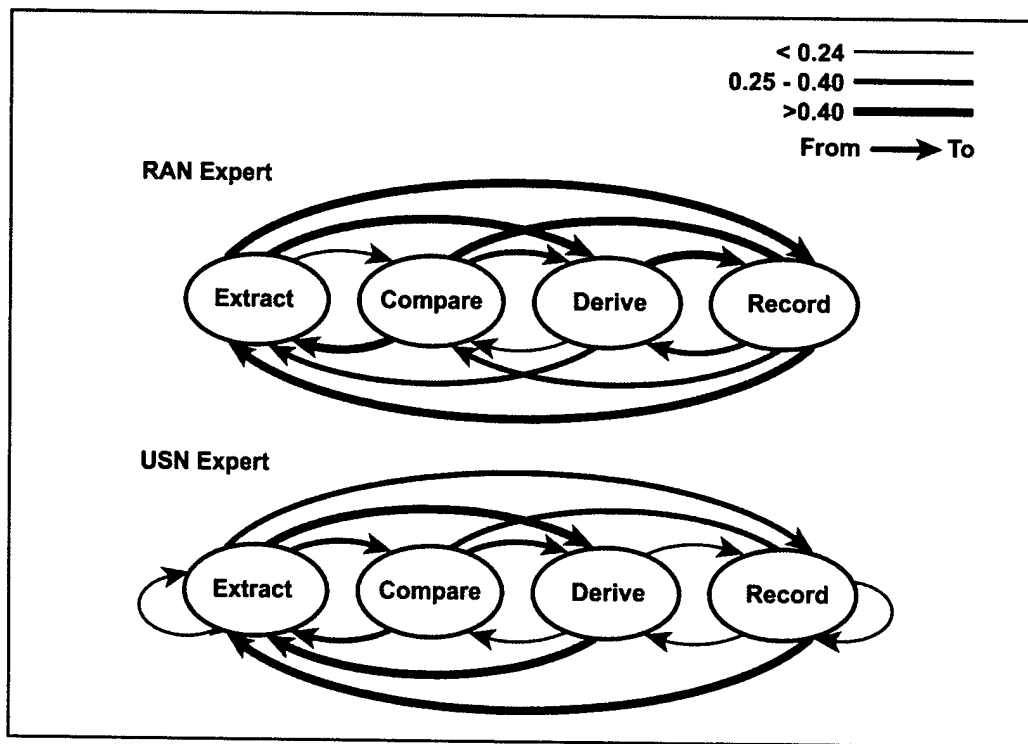 < 0.24
0.25 - 0.40
>0.40
From To
RAN Expert
Extract Compare Derive Record
USN Expert
Extract Compare Derive Record